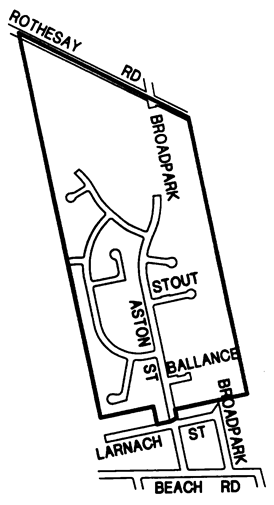 ROTHESAY RD
BROADPARK
STOUT
ASTON ST
BALLANCE
BROADPARK
LARNACH ST
BEACH RD